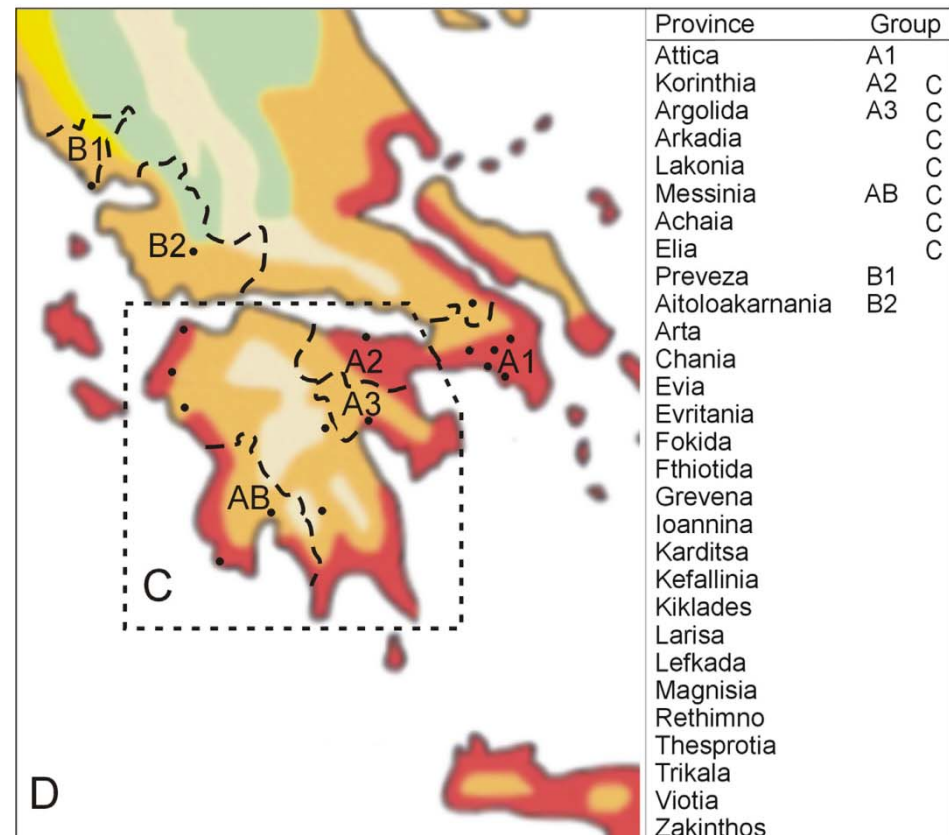 Province Group
Attica A1
Korinthia A2 C
Argolida A3 C
Arkadia C
Lakonia C
Messinia AB C
Achaia C
Elia C
Preveza B1
Aitoloakarnania B2
Arta
Chania
Evia
Evritania
Fokida
Fthiotida
Grevena
Ioannina
Karditsa
Kefallinia
Kiklades
Larisa
Lefkada
Magnisia
Rethimno
Thesprotia
Trikala
Viotia
Zakinthos
B1
B2
A2
A1
A3
AB
C
D